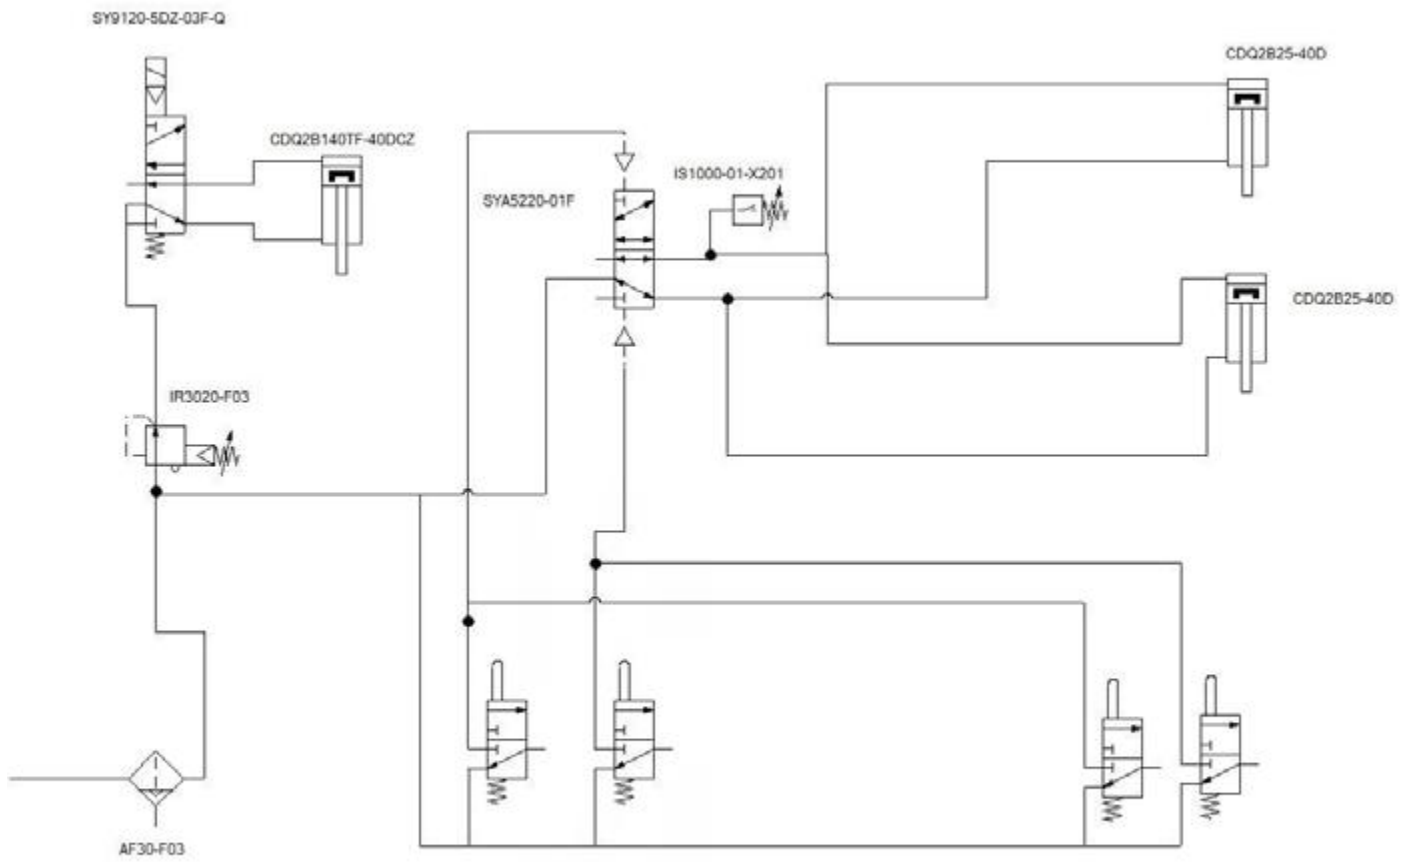 SY9120-5DZ-03F-Q
CDQ2B25-40D
CDQ2B140TF-40DCZ
IS1000-01-X201
SYA5220-01F
CDQ2B25-40D
IR3020-F03
AF30-F03